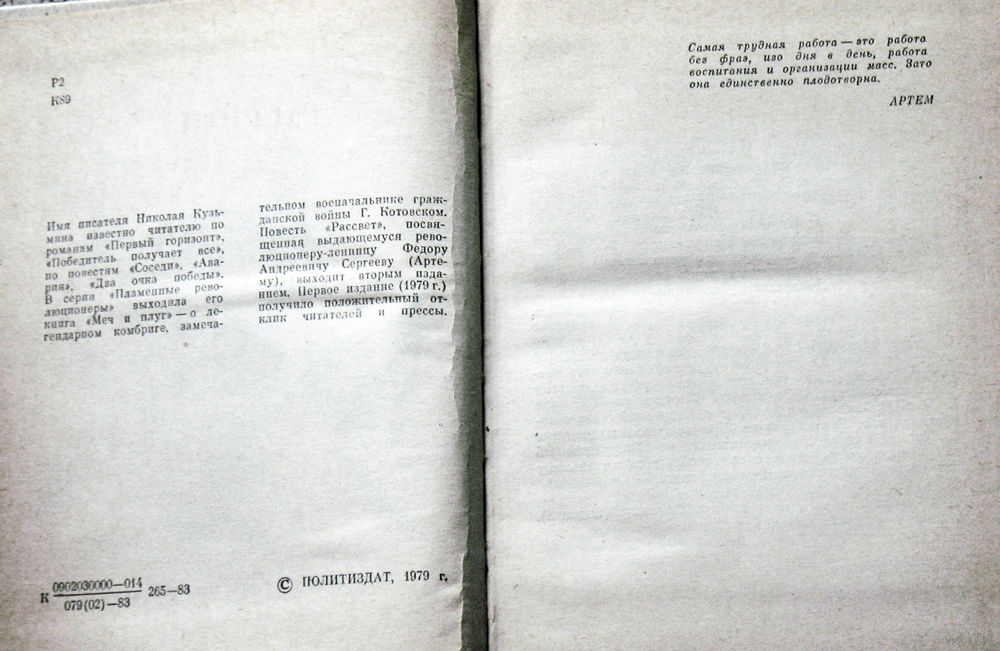 Р2
К89
Имя писателя Николая Кузь-
мина известно читателю по
романам «Первый горизонт»,
«Победитель получает все»,
по повестям «Соседи», «Ава-
рия», «Два очка победы».
В серии «Пламенные рево-
люционеры» выходила его
книга «Меч и плуг» — о ле-
гендарном комбриге, замеча-
тельном военачальнике граж-
данской войны Г. Котовском.
Повесть «Рассвет», посвя-
щенная выдающемуся рево-
люционеру-ленинцу Федору
Андреевичу Сергееву (Арте-
му), выходит вторым изда-
нием. Первое издание (1979 г.)
получило положительный от-
клик читателей и прессы.
К 0902030000—014
079(02)—83
265—83
© ПОЛИТИЗДАТ, 1979 г.
Самая трудная работа — это работа
без фраз, изо дня в день, работа
воспитания и организации масс. Зато
она единственно плодотворна.
АРТЕМ